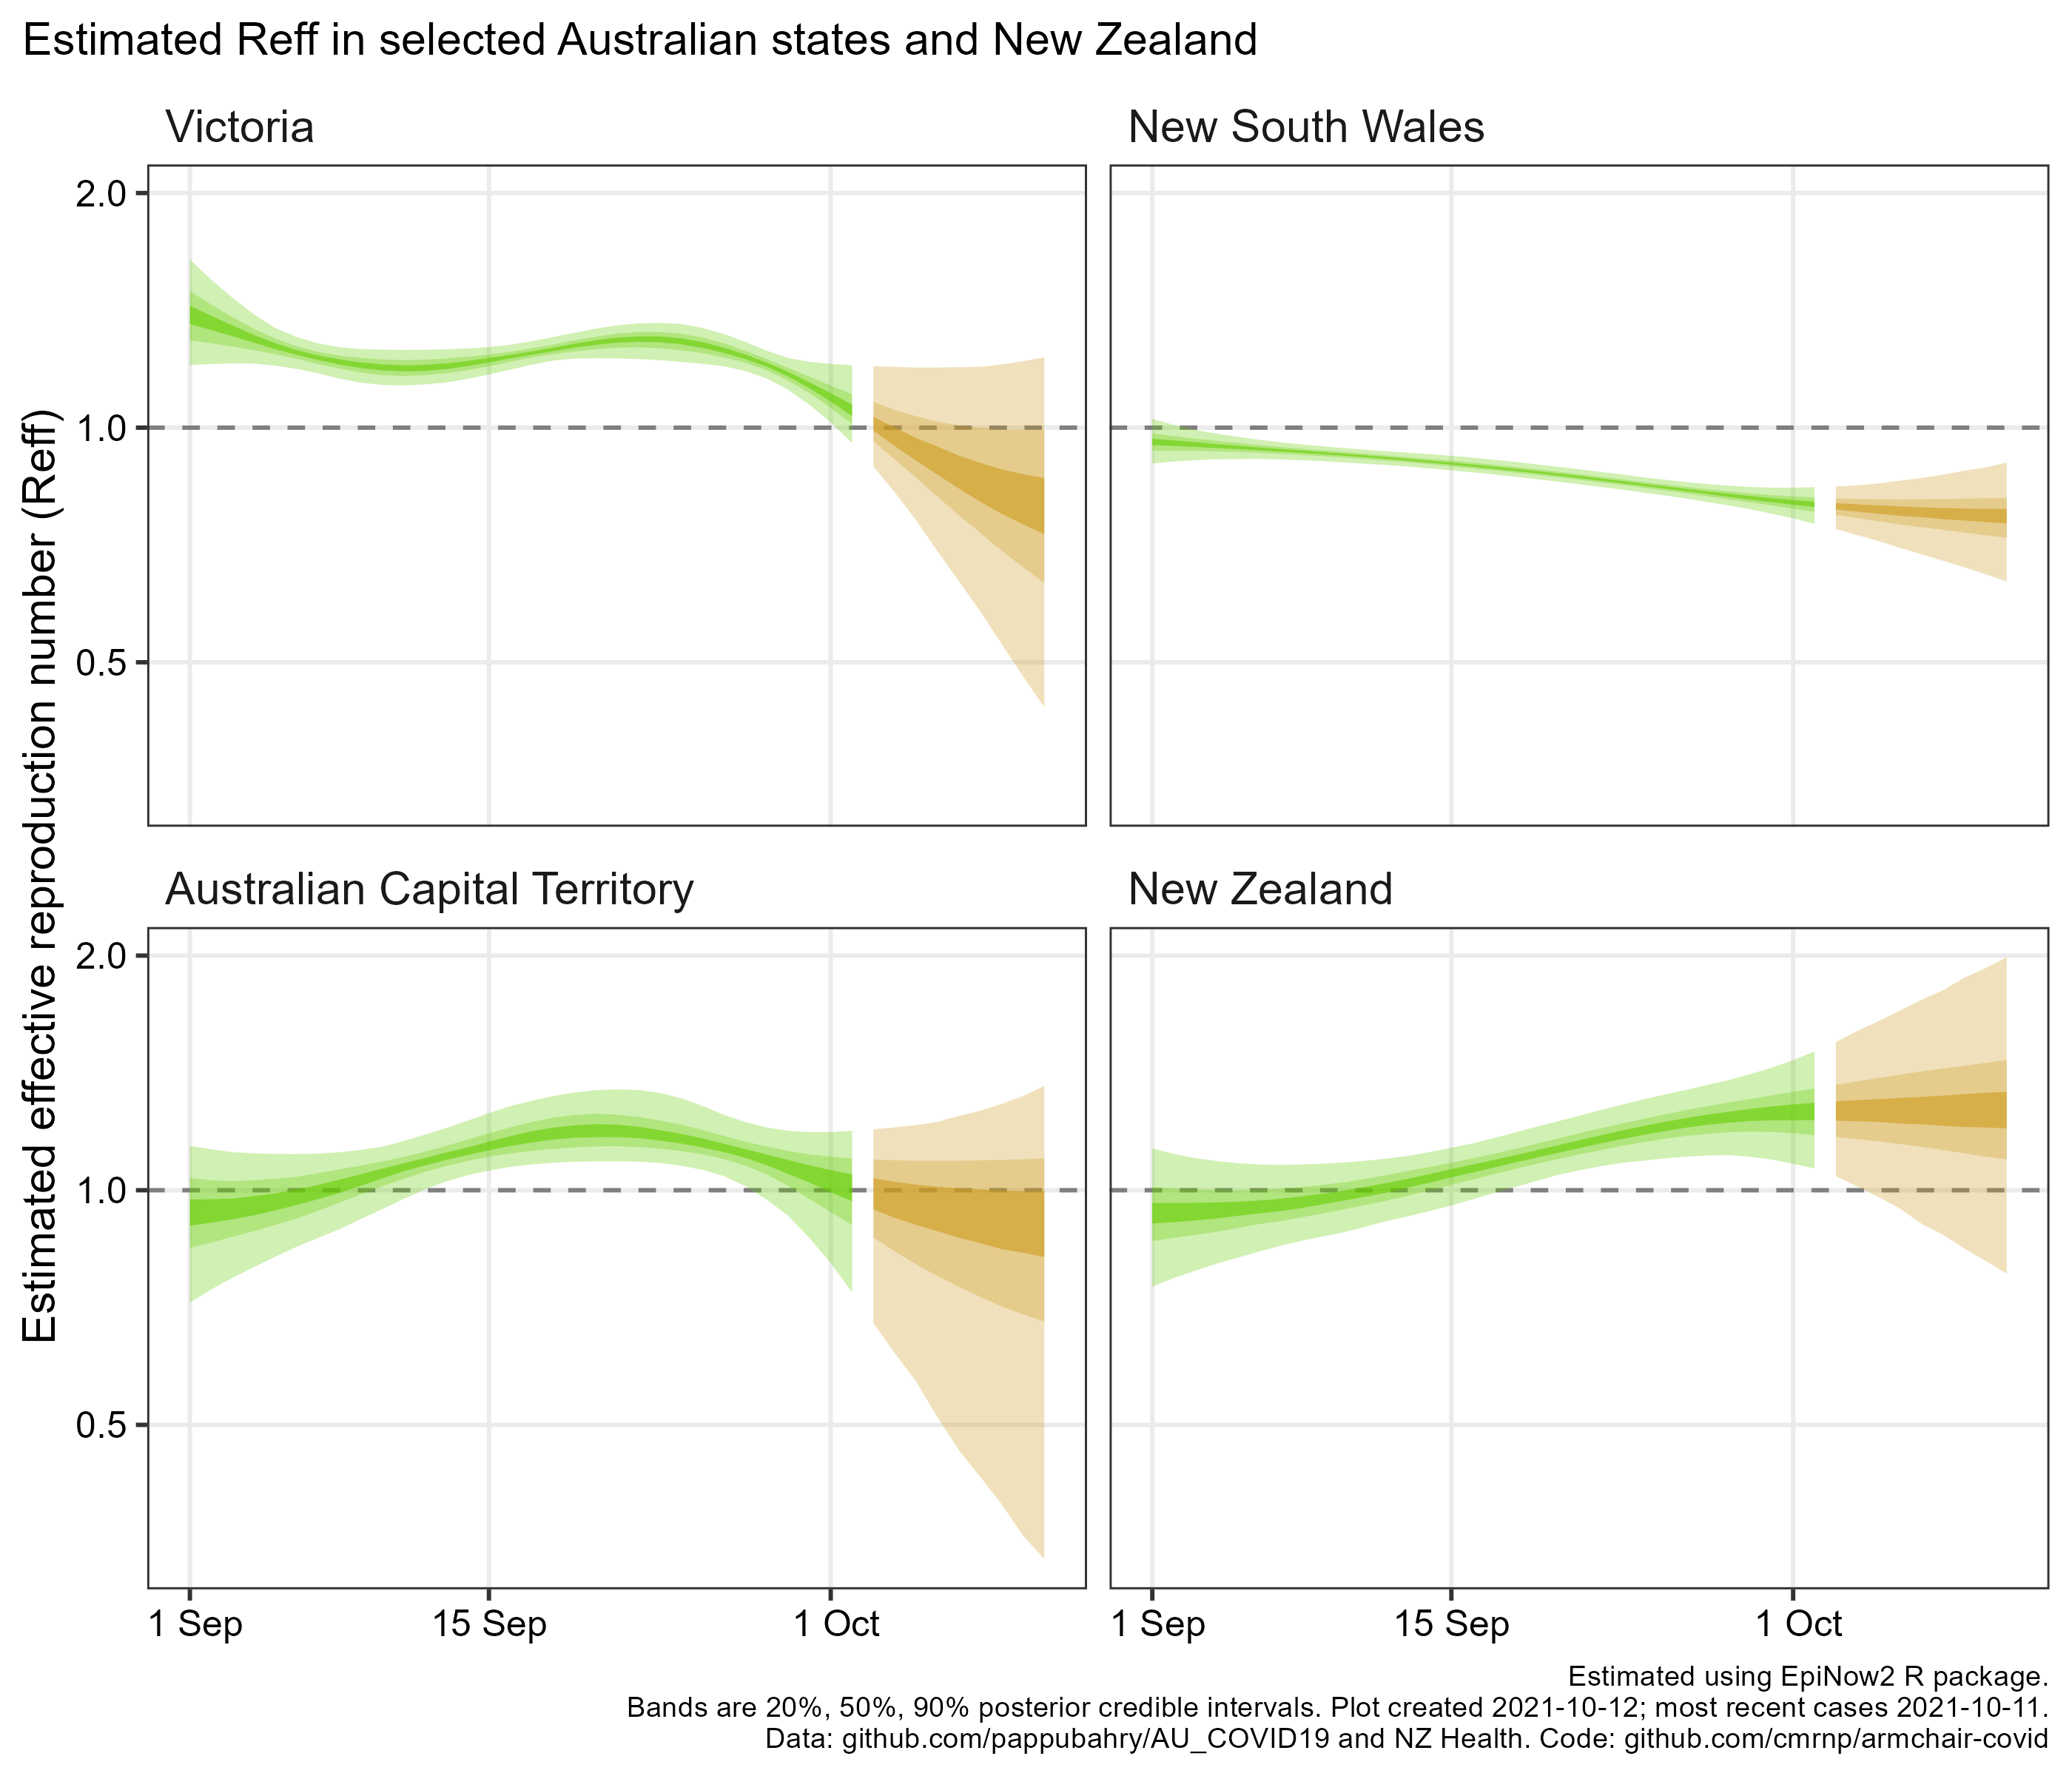 Estimated Reff in selected Australian states and New Zealand
Victoria
New South Wales
2.0
1.0
0.5
Estimated effective reproduction number (Reff)
Australian Capital Territory
New Zealand
2.0
1.0
0.5
1 Sep
15 Sep
1 Oct
1 Sep
15 Sep
1 Oct
Estimated using EpiNow2 R package.
Bands are 20%, 50%, 90% posterior credible intervals. Plot created 2021-10-12; most recent cases 2021-10-11.
Data: github.com/pappubahry/AU_COVID19 and NZ Health. Code: github.com/cmrnp/armchair-covid